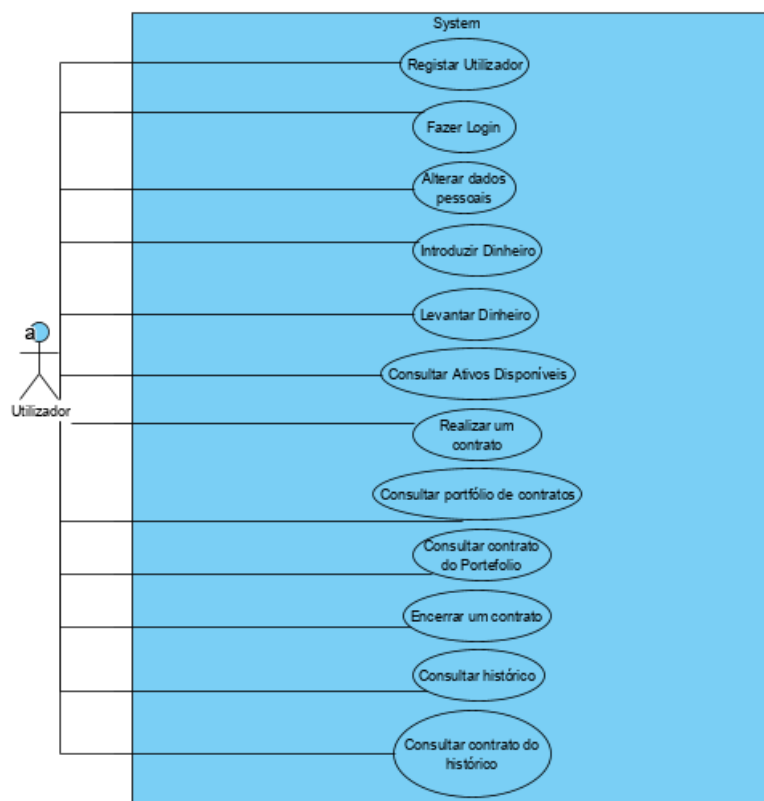 System
Registar Utilizador
Fazer Login
Alterar dados
pessoais
Introduzir Dinheiro
Levantar Dinheiro
a
Utilizador
Consultar Ativos Disponíveis
Realizar um
contrato
Consultar portfólio de contratos
Consultar contrato
do Portefolio
Encerrar um contrato
Consultar histórico
Consultar contrato do
histórico